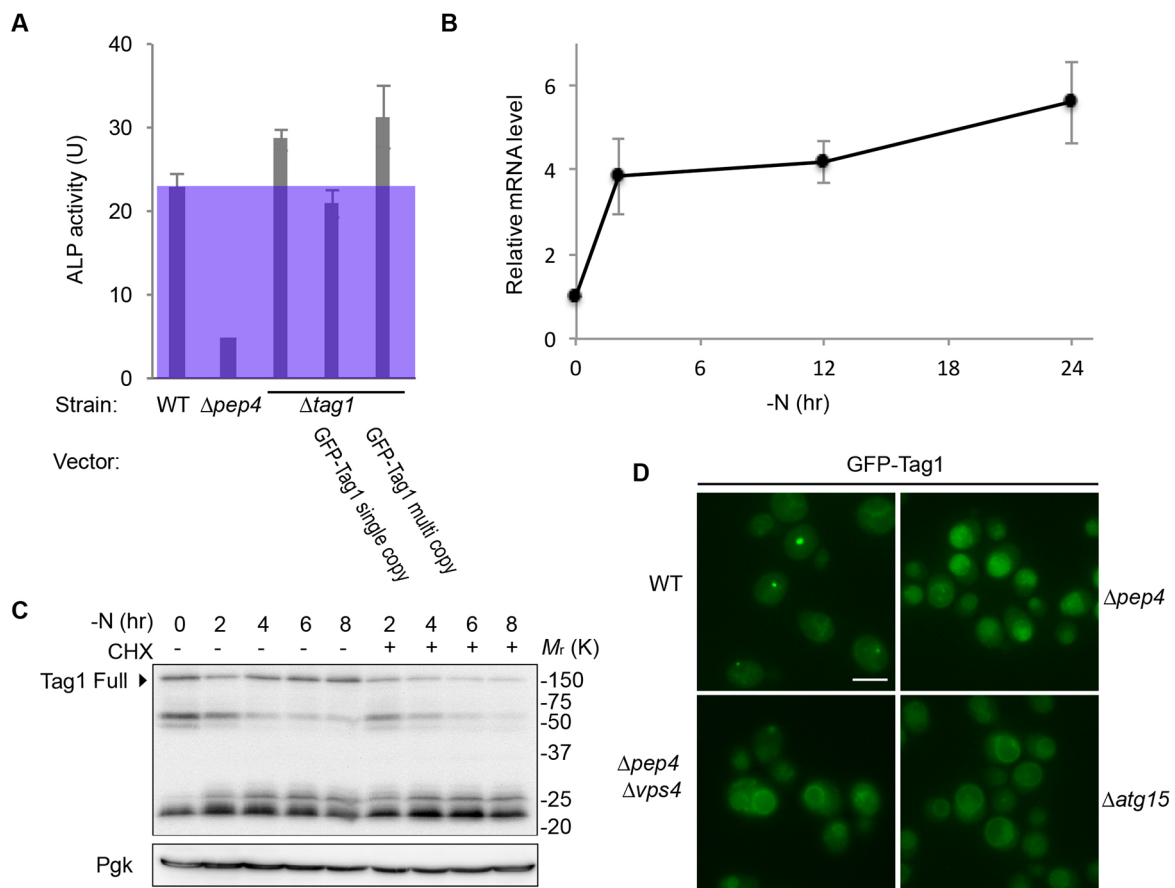 A
ALP activity (U)
40
30
20
10
0
Strain: WT Δpep4 Δtag1
Vector: GFP-Tag1 single copy GFP-Tag1 multi copy
B
Relative mRNA level
6
4
2
0
0 6 12 18 24
-N (hr)
C
-N (hr) 0 2 4 6 8 2 4 6 8
CHX - - - - - + + + + Mr (K)
Tag1 Full
-150
-75
-50
-37
-25
-20
Pgk
D
GFP-Tag1
WT
Δpep4
Δpep4
Δvps4
Δatg15